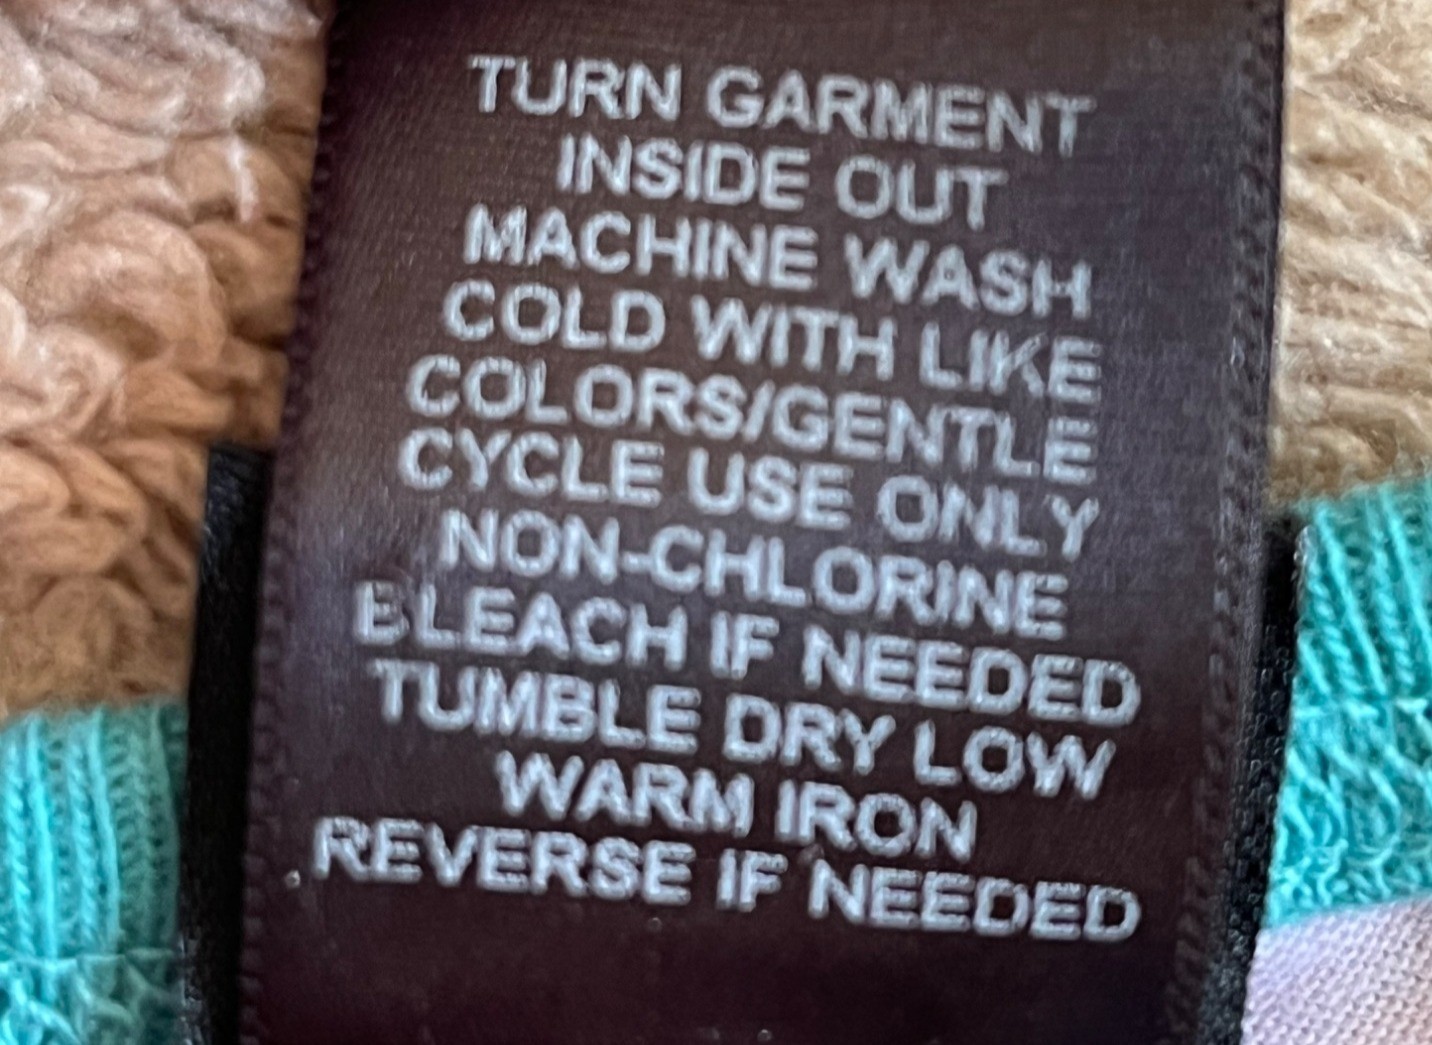 TURN GARMENT
INSIDE OUT
MACHINE WASH
COLD WITH LIKE
COLORS/GENTLE
CYCLE USE ONLY
NON-CHLORINE
BLEACH IF NEEDED
TUMBLE DRY LOW
WARM IRON
REVERSE IF NEEDED